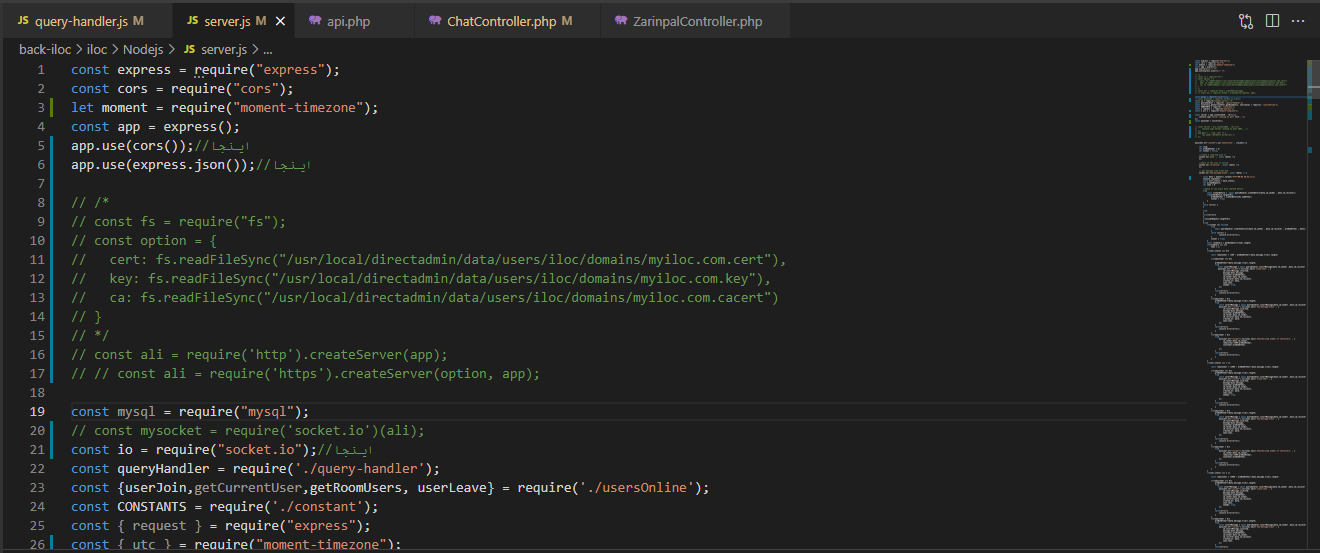 JS query-handler.js M JS server.js M × api.php ChatController.php M ZarinpalController.php ...
back-iloc > iloc > Nodejs > JS server.js > ...
1 const express = require("express");
2 const cors = require("cors");
3 let moment = require("moment-timezone");
4 const app = express();
5 app.use(cors());//اینجا
6 app.use(express.json());//اینجا
7
8 // /*
9 // const fs = require("fs");
10 // const option = {
11 //   cert: fs.readFileSync("/usr/local/directadmin/data/users/iloc/domains/myiloc.com.cert"),
12 //   key: fs.readFileSync("/usr/local/directadmin/data/users/iloc/domains/myiloc.com.key"),
13 //   ca: fs.readFileSync("/usr/local/directadmin/data/users/iloc/domains/myiloc.com.cacert")
14 // }
15 // */
16 // const ali = require('http').createServer(app);
17 // // const ali = require('https').createServer(option, app);
18
19 const mysql = require("mysql");
20 // const mysocket = require('socket.io')(ali);
21 const io = require("socket.io");//اینجا
22 const queryHandler = require('./query-handler');
23 const {userJoin,getCurrentUser,getRoomUsers, userLeave} = require('./usersOnline');
24 const CONSTANTS = require('./constant');
25 const { request } = require("express");
26 const { utc } = require("moment-timezone");